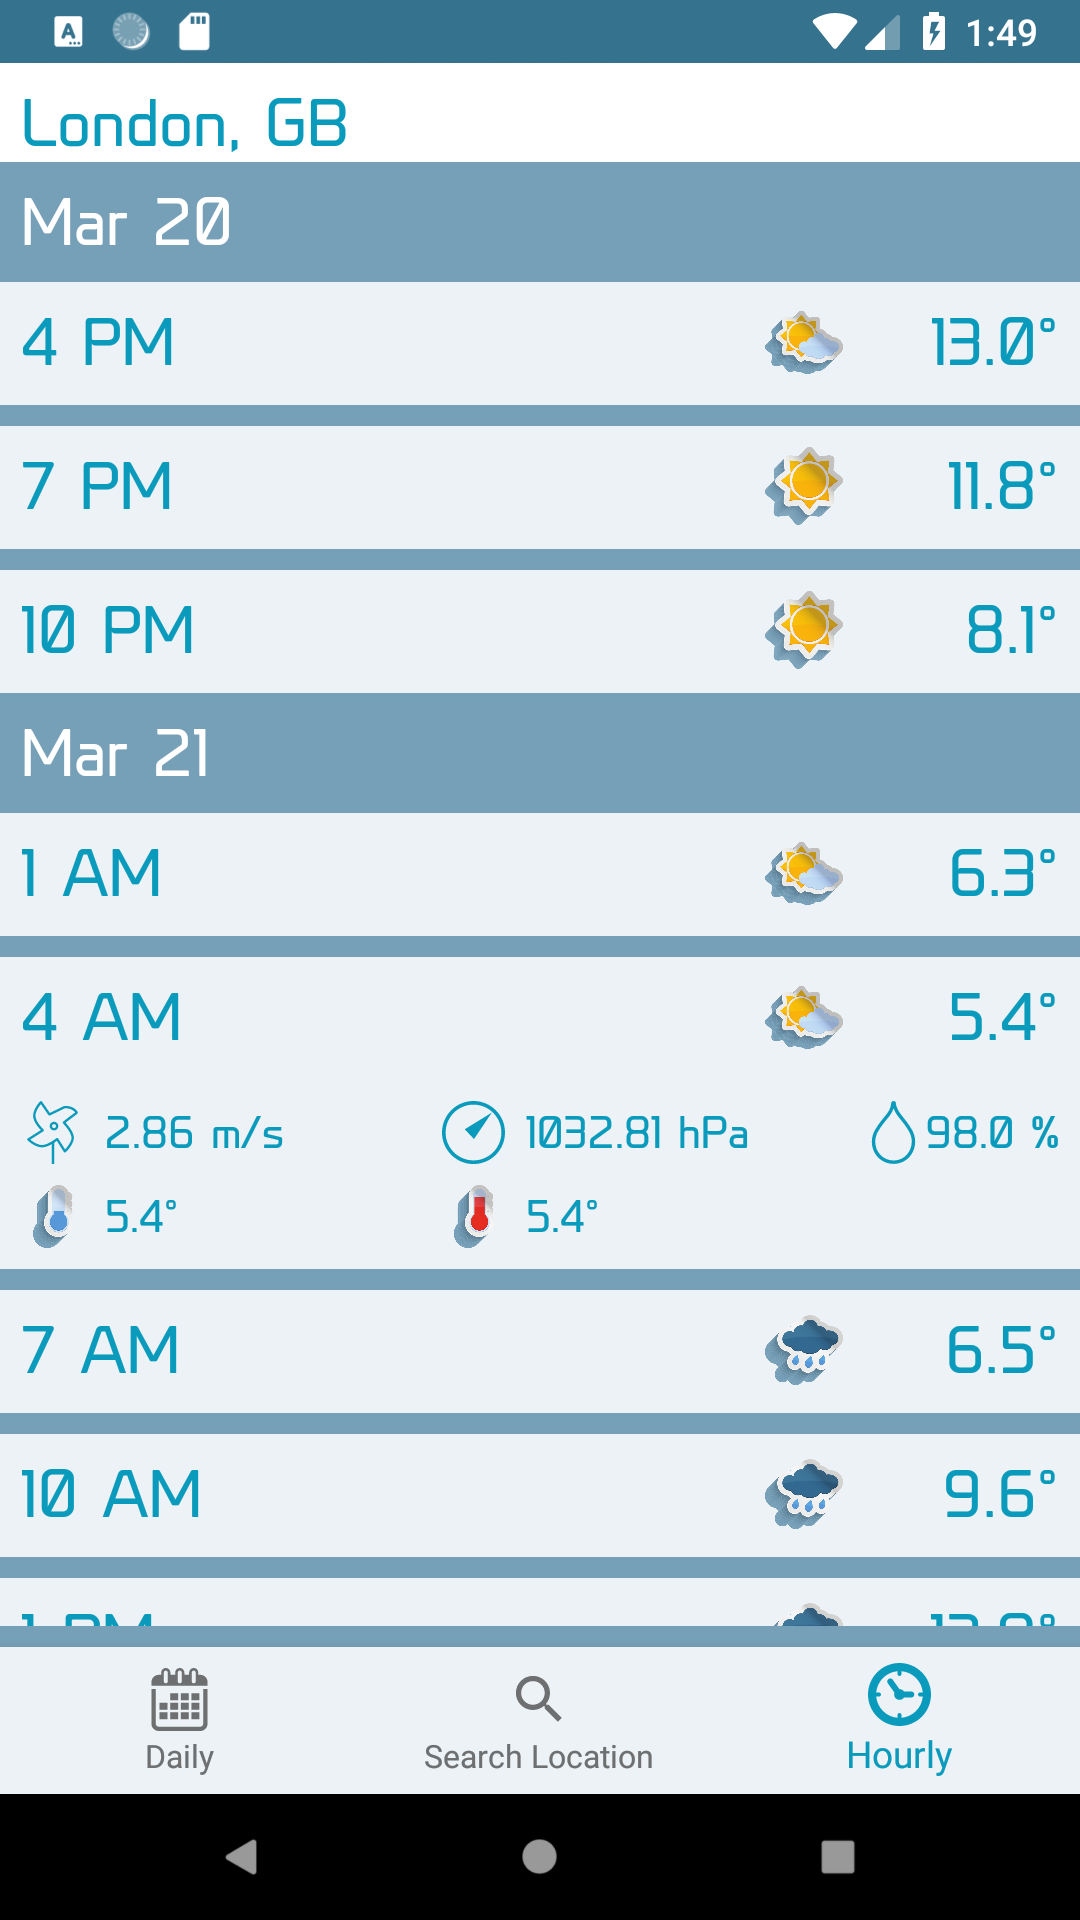 1:49
London, GB
Mar 20
4 PM 13.0°
7 PM 11.8°
10 PM 8.1°
Mar 21
1 AM 6.3°
4 AM 5.4°
2.86 m/s 1032.81 hPa 98.0 %
5.4° 5.4°
7 AM 6.5°
10 AM 9.6°
1 PM
Daily Search Location Hourly